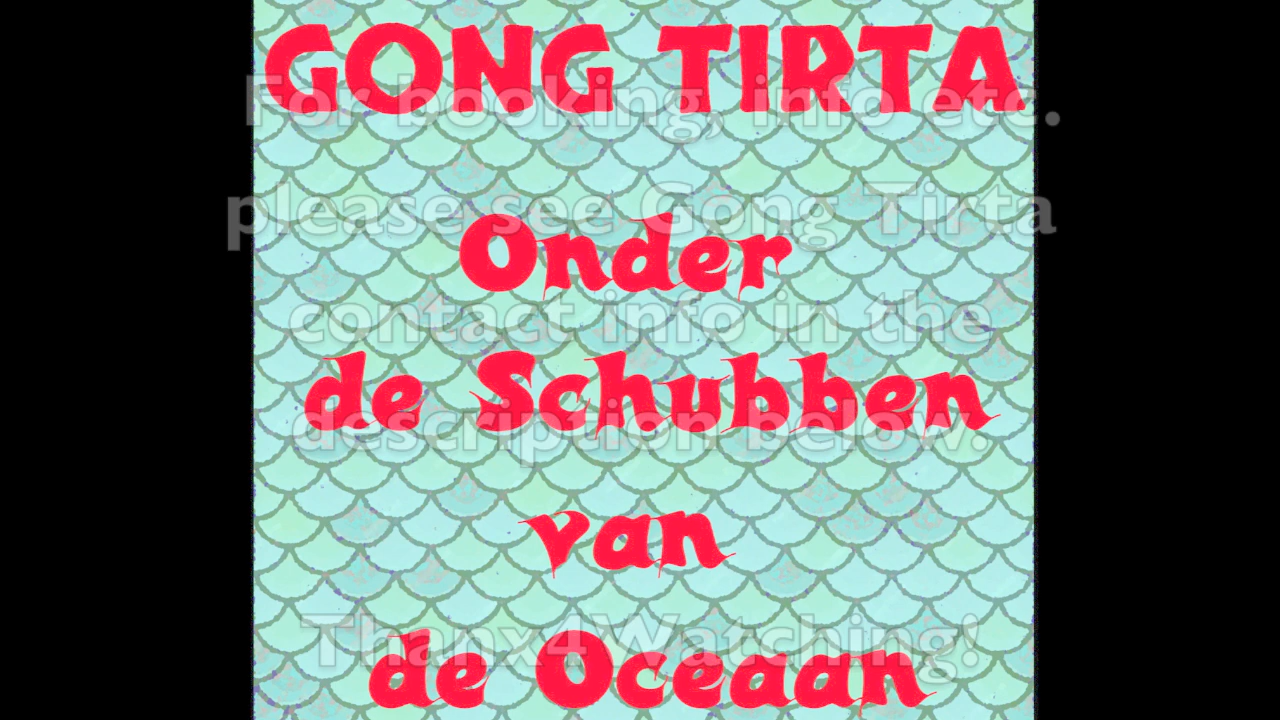 GONG TIRTA
For booking, info etc.
please see Gong Tirta
Onder
contact info in the
de Schubben
description below.
van
Thanx4Watching!
de Oceaan